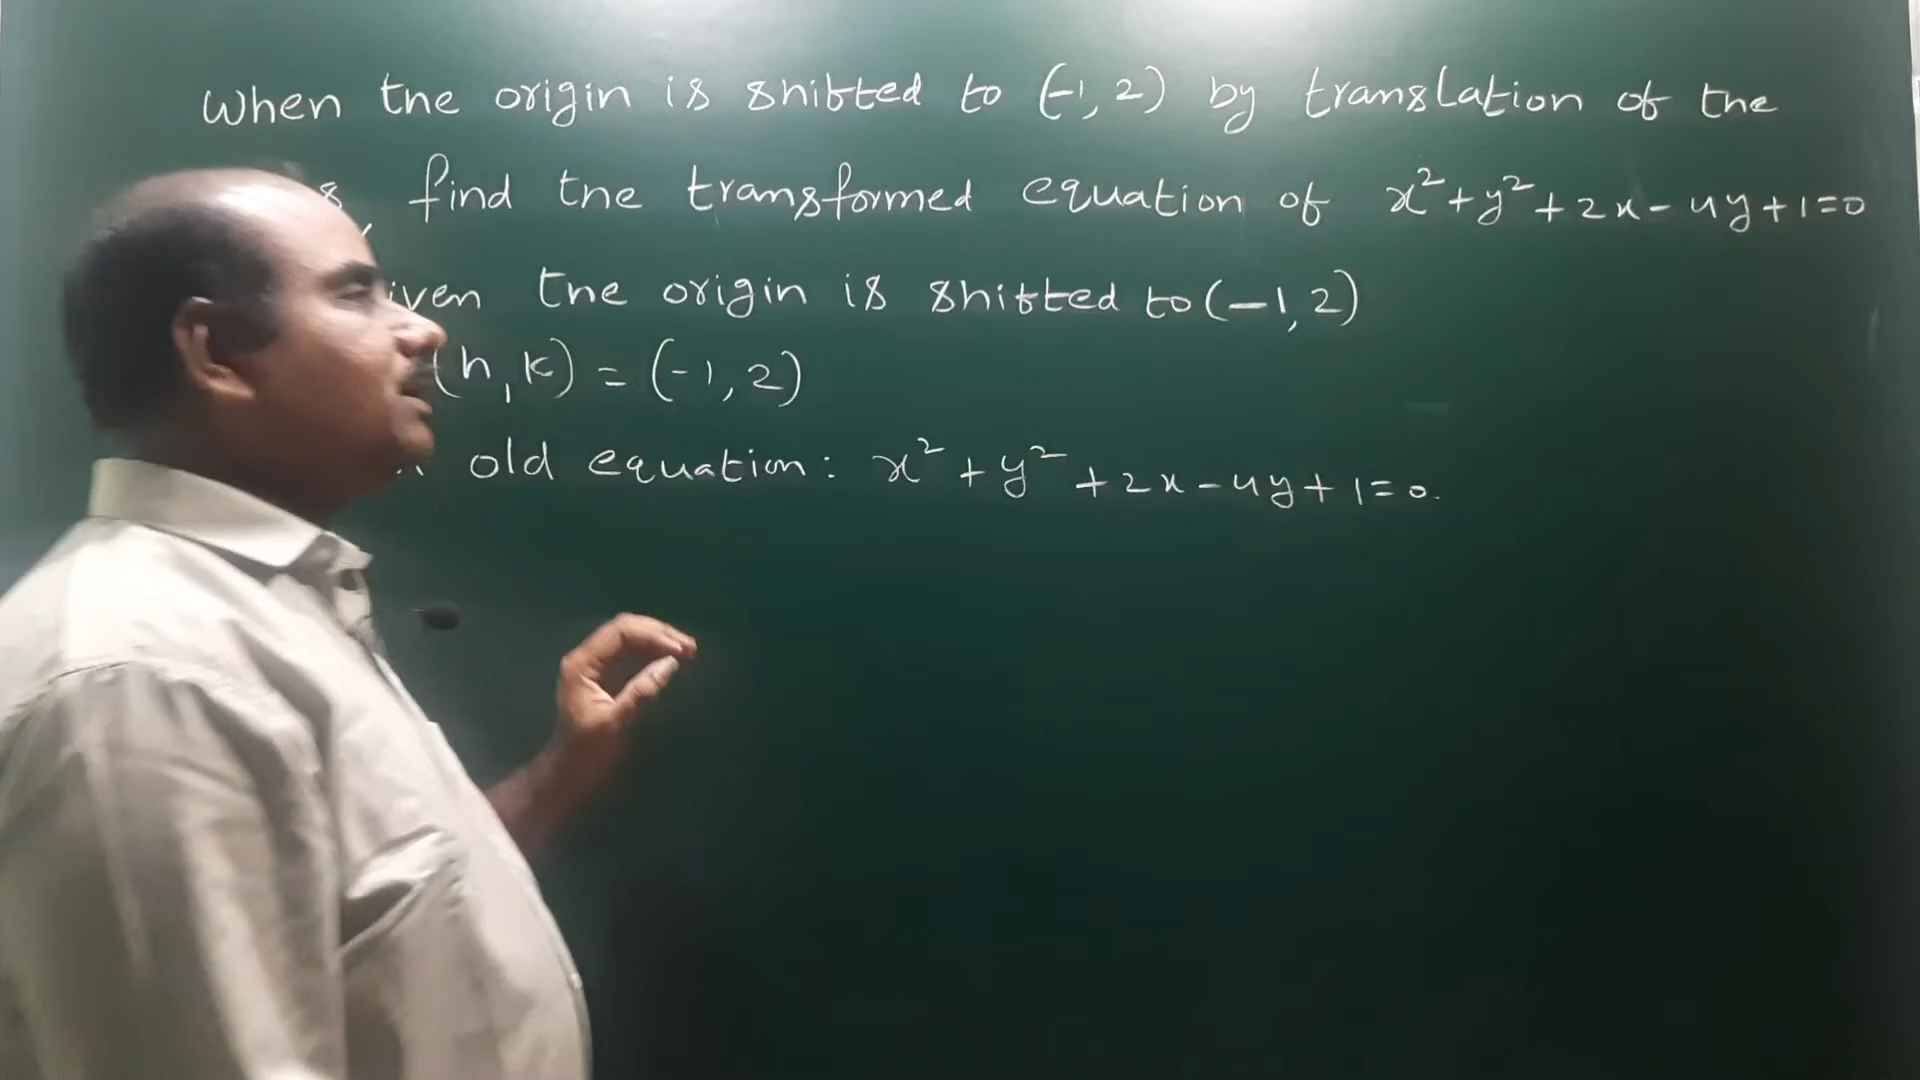 When the origin is shifted to (-1, 2) by translation of the
find the transformed equation of x²+y²+2x-4y+1=0
the origin is shifted to (-1, 2)
(h, k) = (-1, 2)
old equation: x²+y²+2x-4y+1=0.